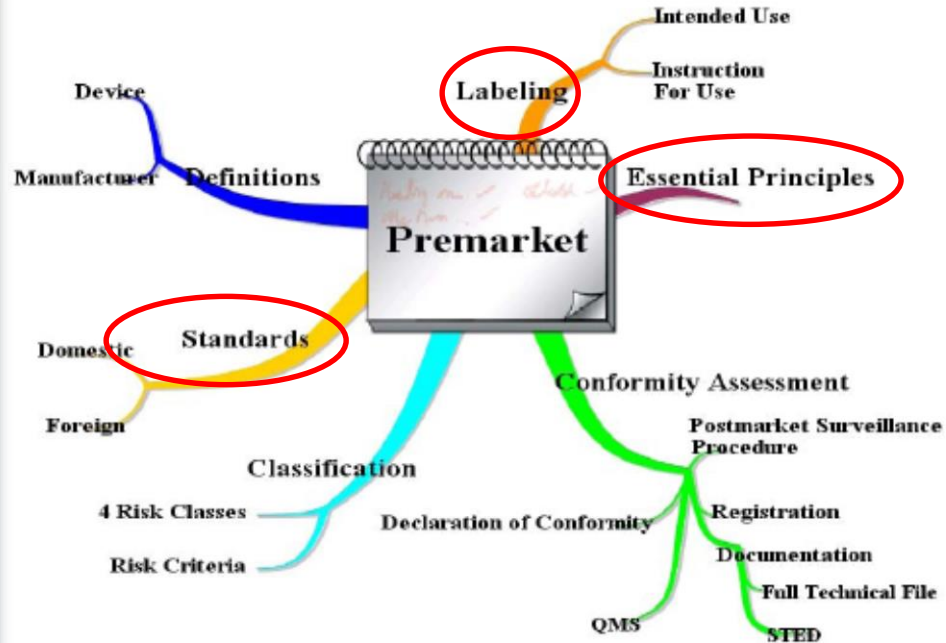 Intended Use
Instruction
For Use
Labeling
Device
Manufacturer
Definitions
Essential Principles
Premarket
Standards
Domestic
Foreign
Conformity Assessment
Postmarket Surveillance
Procedure
Classification
4 Risk Classes
Risk Criteria
Declaration of Conformity
Registration
Documentation
Full Technical File
QMS
STED